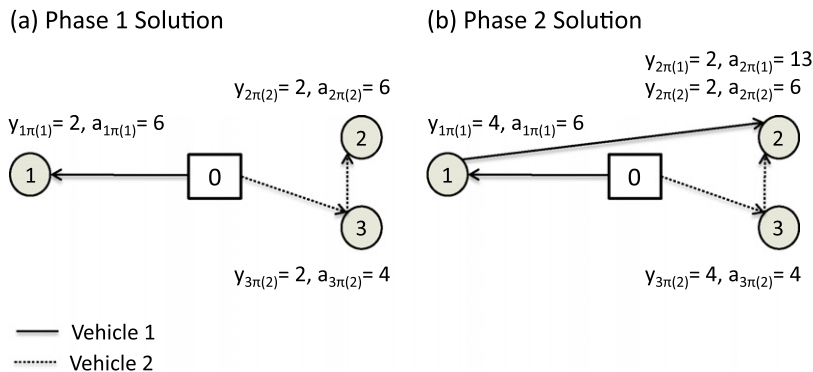 (a) Phase 1 Solution
(b) Phase 2 Solution
y2π(1)= 2, a2π(1)= 13
y2π(2)= 2, a2π(2)= 6
y2π(2)= 2, a2π(2)= 6
y1π(1)= 2, a1π(1)= 6
y1π(1)= 4, a1π(1)= 6
1
0
2
3
1
0
2
3
y3π(2)= 2, a3π(2)= 4
y3π(2)= 4, a3π(2)= 4
Vehicle 1
Vehicle 2